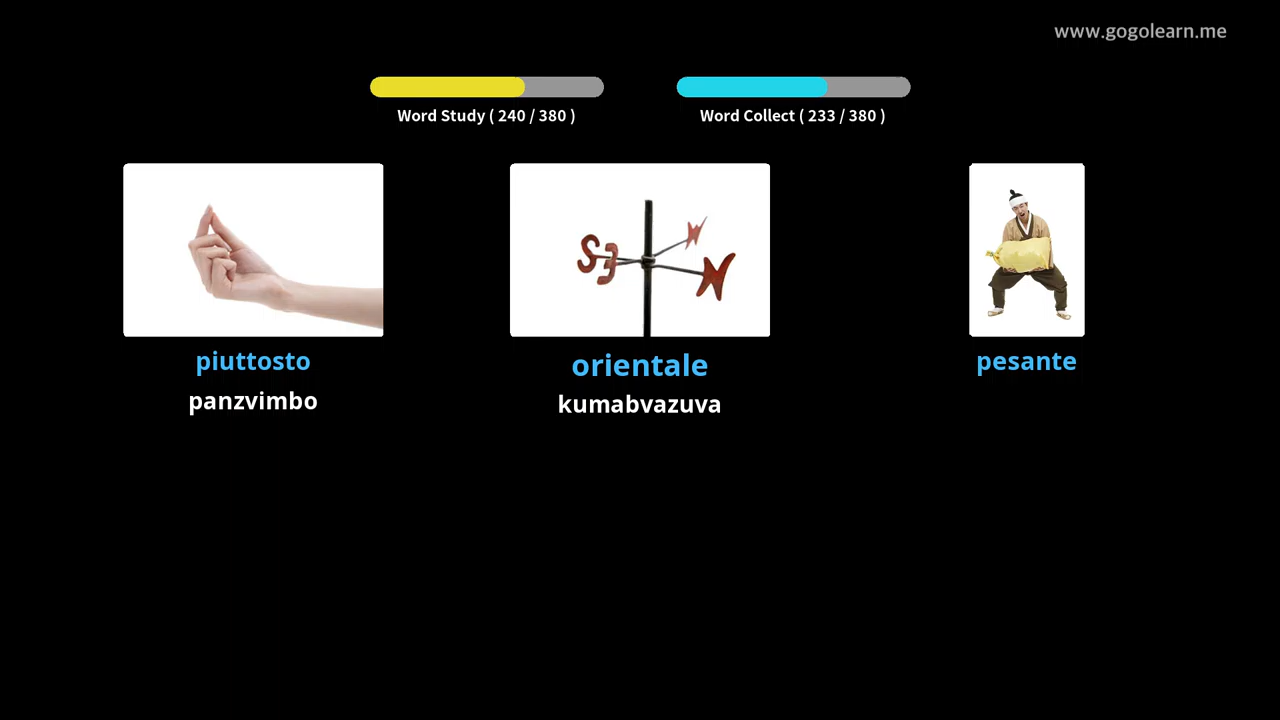 www.gogolearn.me
Word Study ( 240 / 380 )
Word Collect ( 233 / 380 )
S E N N
piuttosto
orientale
pesante
panzvimbo
kumabvazuva